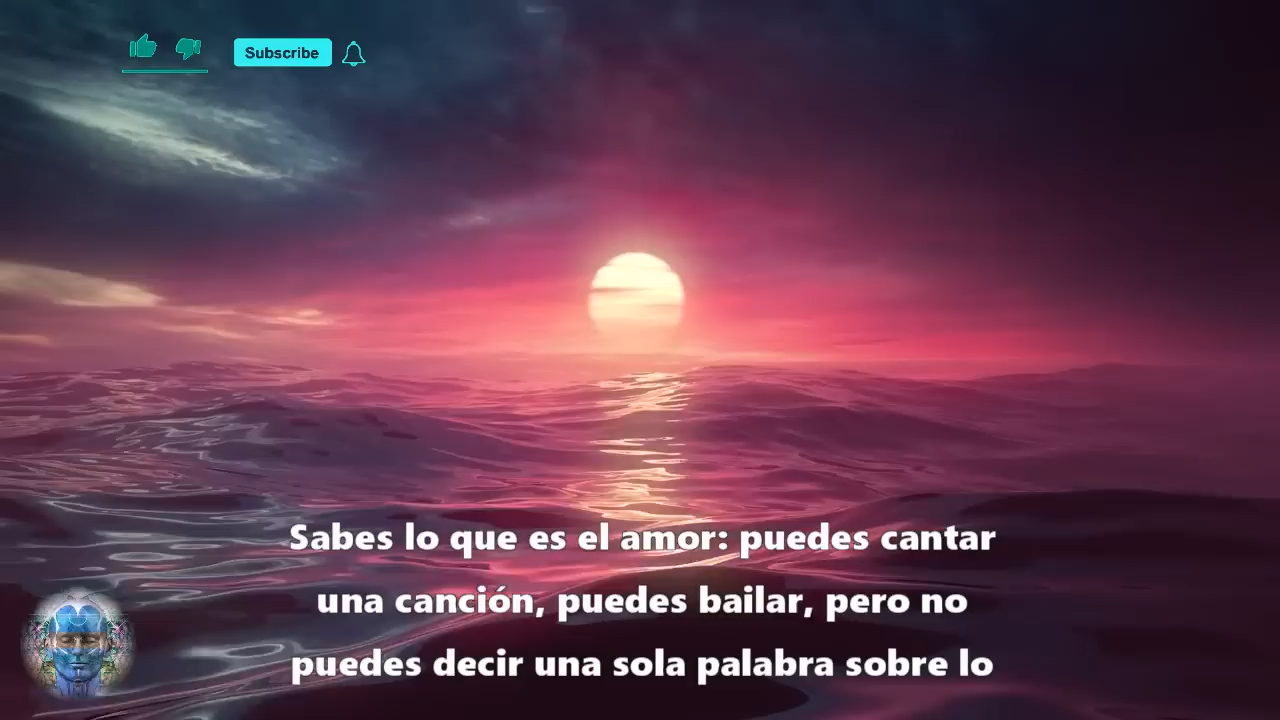 Subscribe
Sabes lo que es el amor: puedes cantar
una canción, puedes bailar, pero no
puedes decir una sola palabra sobre lo